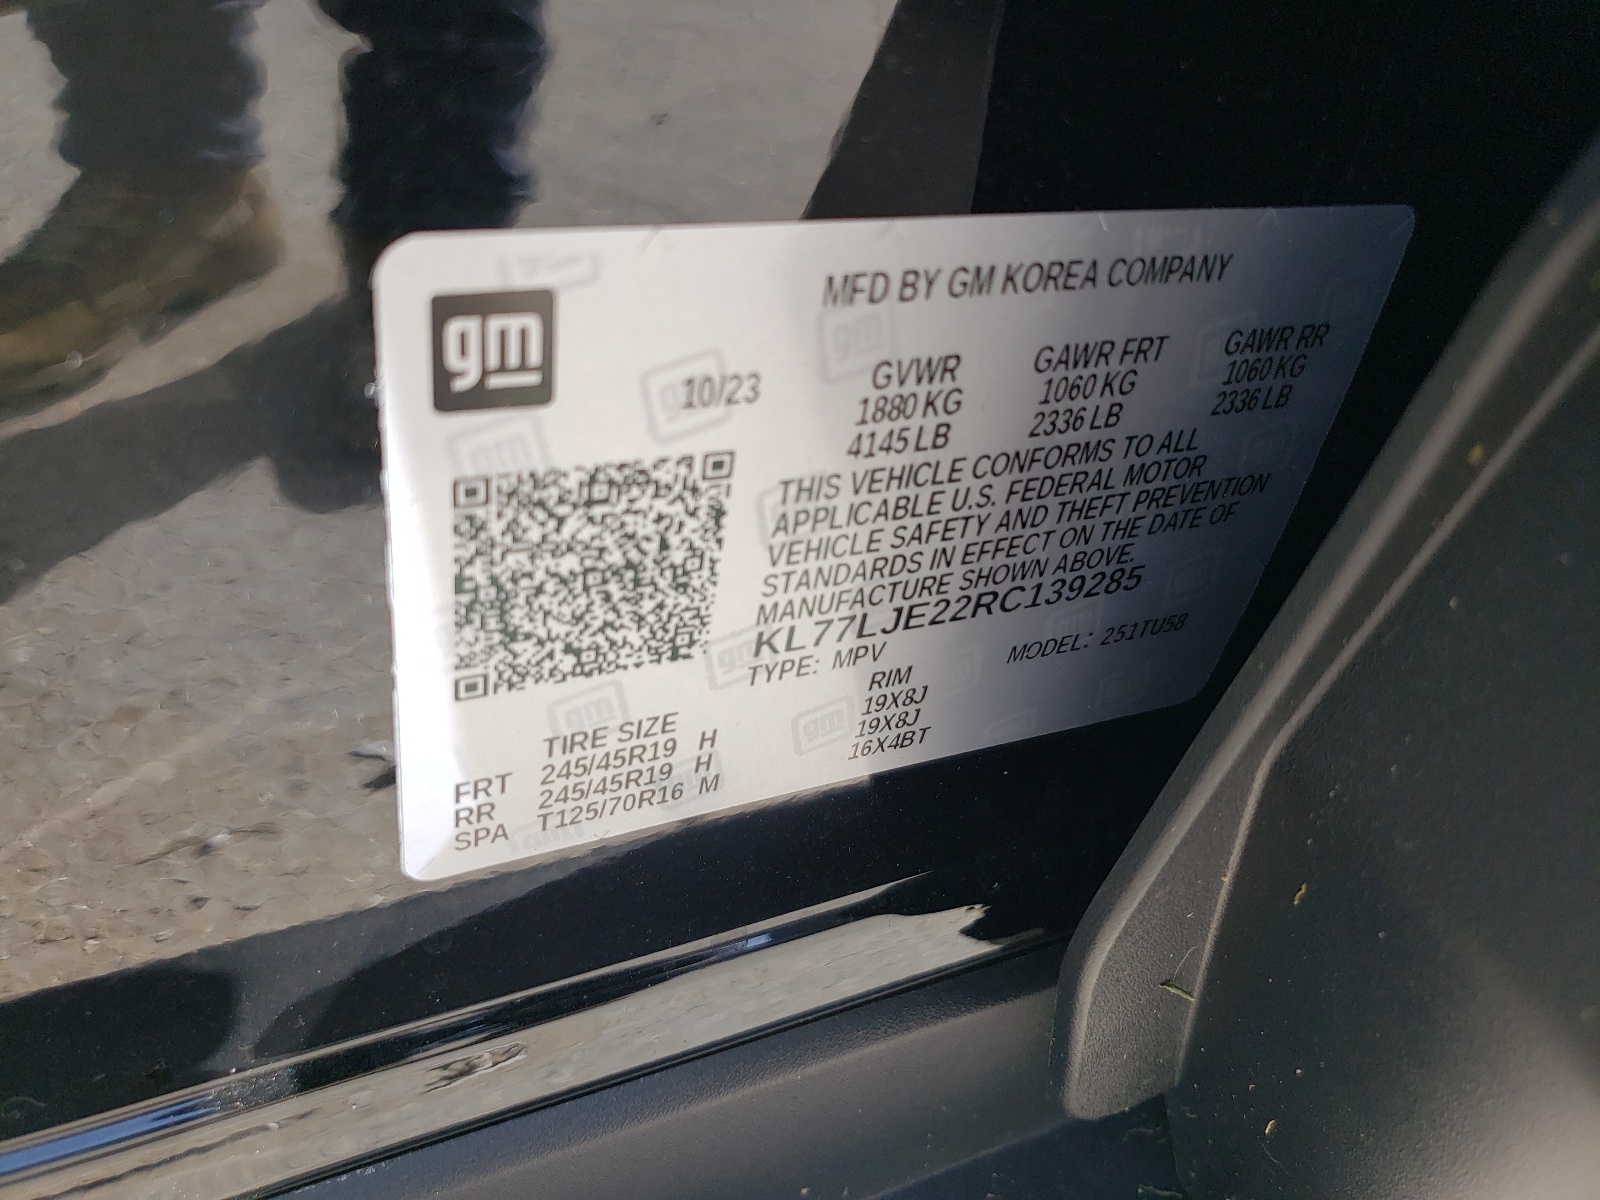 gm
MFD BY GM KOREA COMPANY
10/23
GVWR GAWR FRT GAWR RR
1880 KG 1060 KG 1060 KG
4145 LB 2336 LB 2336 LB
THIS VEHICLE CONFORMS TO ALL
APPLICABLE U.S. FEDERAL MOTOR
VEHICLE SAFETY AND THEFT PREVENTION
STANDARDS IN EFFECT ON THE DATE OF
MANUFACTURE SHOWN ABOVE.
KL77LJE22RC139285
TYPE: MPV MODEL: 251TU58
TIRE SIZE RIM
FRT 245/45R19 H 19X8J
RR 245/45R19 H 19X8J
SPA T125/70R16 M 16X4BT